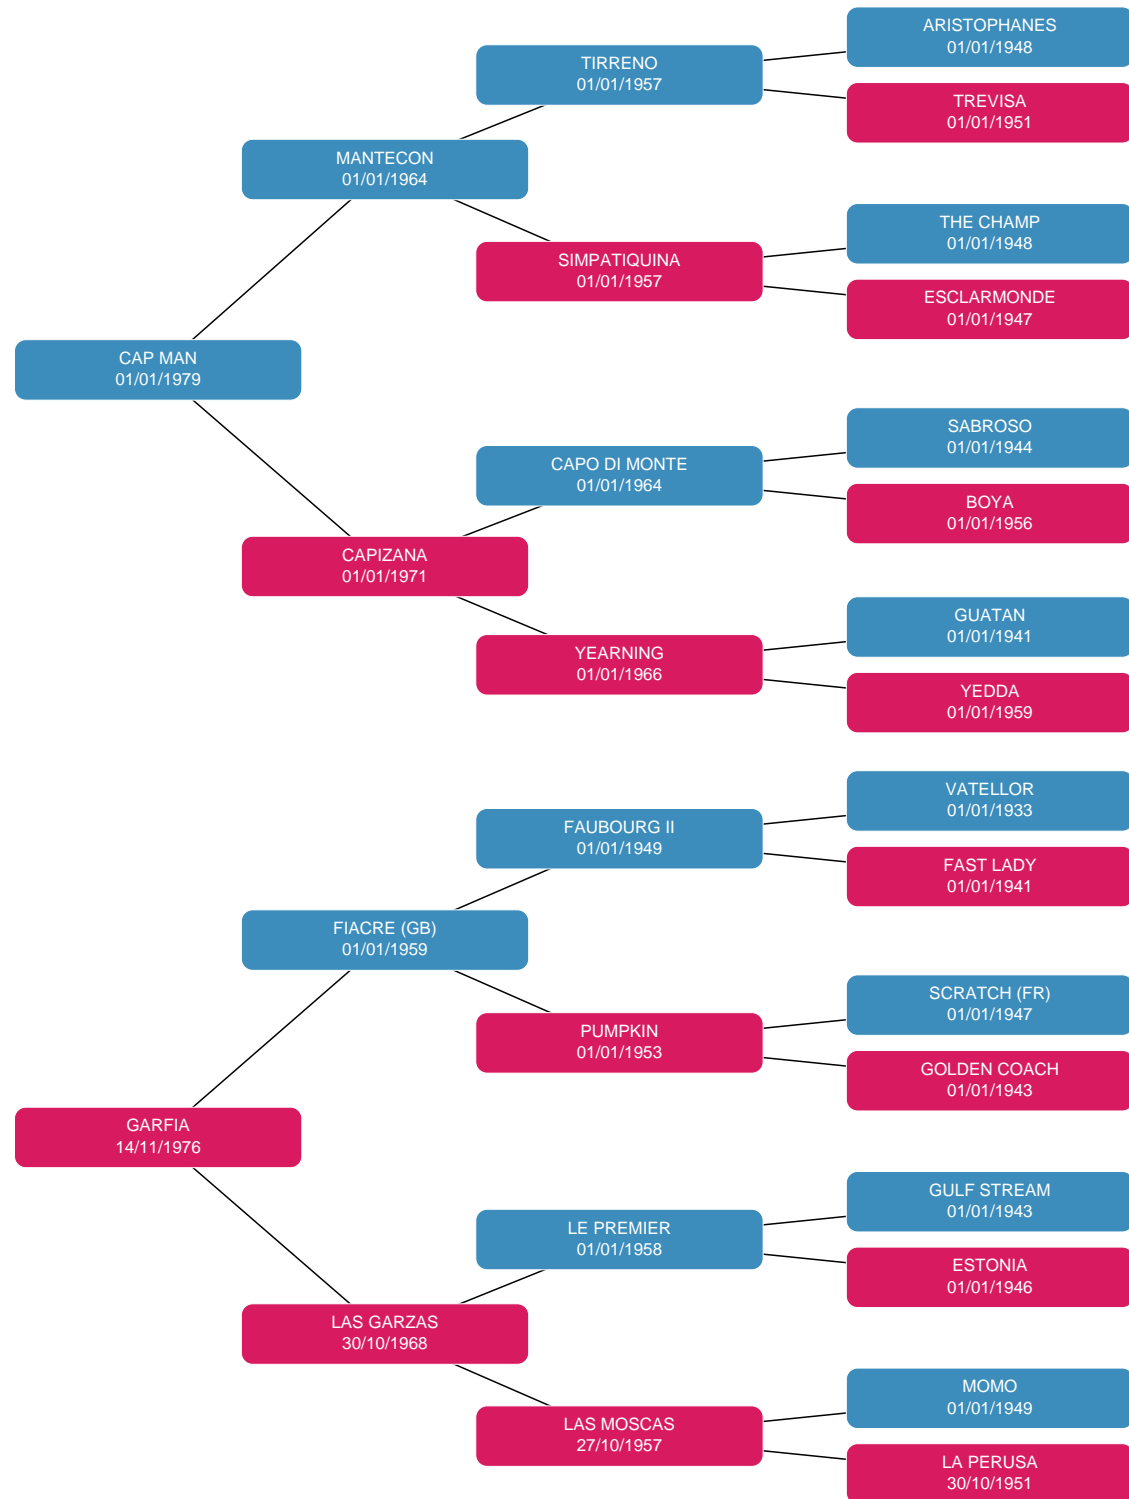 ARISTOPHANES
01/01/1948
TIRRENO
01/01/1957
TREVISA
01/01/1951
MANTECON
01/01/1964
THE CHAMP
01/01/1948
SIMPATIQUINA
01/01/1957
ESCLARMONDE
01/01/1947
CAP MAN
01/01/1979
SABROSO
01/01/1944
CAPO DI MONTE
01/01/1964
BOYA
01/01/1956
CAPIZANA
01/01/1971
GUATAN
01/01/1941
YEARNING
01/01/1966
YEDDA
01/01/1959
VATELLOR
01/01/1933
FAUBOURG II
01/01/1949
FAST LADY
01/01/1941
FIACRE (GB)
01/01/1959
SCRATCH (FR)
01/01/1947
PUMPKIN
01/01/1953
GOLDEN COACH
01/01/1943
GARFIA
14/11/1976
GULF STREAM
01/01/1943
LE PREMIER
01/01/1958
ESTONIA
01/01/1946
LAS GARZAS
30/10/1968
MOMO
01/01/1949
LAS MOSCAS
27/10/1957
LA PERUSA
30/10/1951